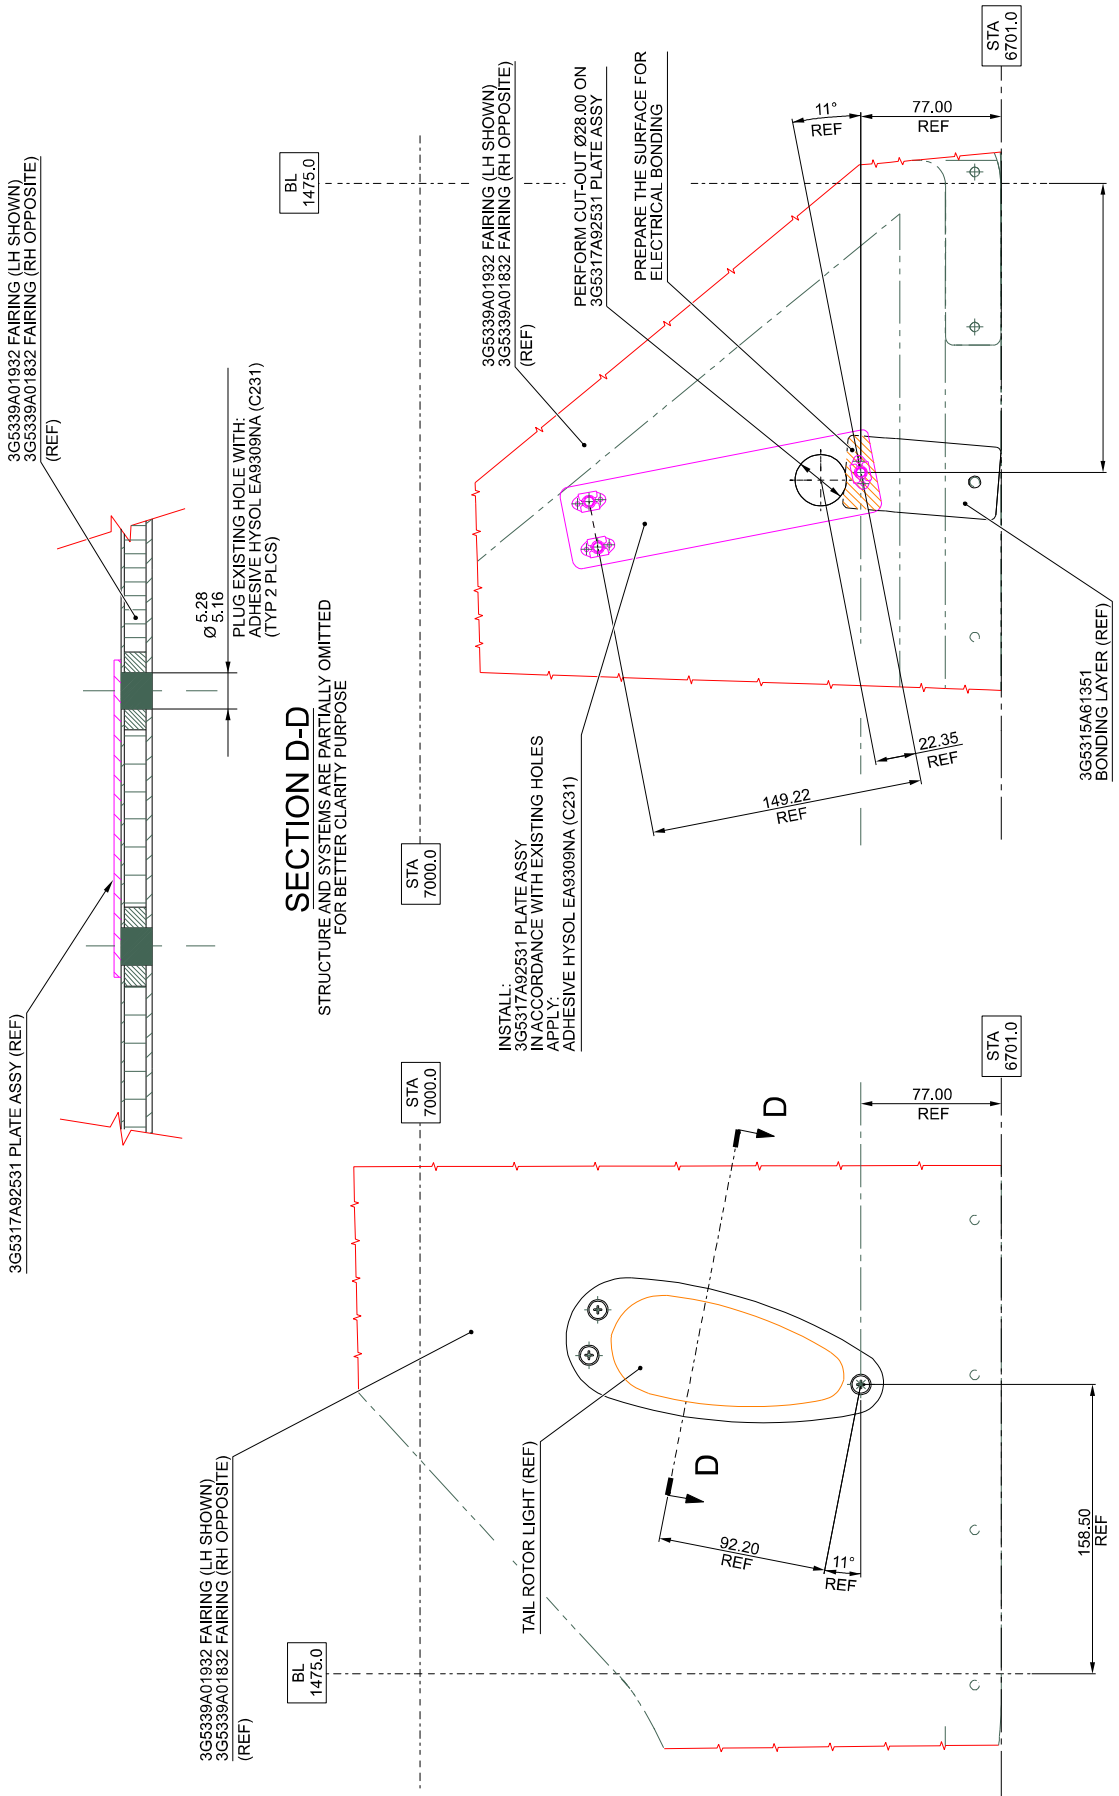 3G5317A92531 PLATE ASSY (REF)
3G5339A01932 FAIRING (LH SHOWN)
3G5339A01832 FAIRING (RH OPPOSITE)
(REF)
Ø 5.28
5.16
PLUG EXISTING HOLE WITH:
ADHESIVE HYSOL EA9309NA (C231)
(TYP 2 PLCS)
SECTION D-D
STRUCTURE AND SYSTEMS ARE PARTIALLY OMITTED
FOR BETTER CLARITY PURPOSE
3G5339A01932 FAIRING (LH SHOWN)
3G5339A01832 FAIRING (RH OPPOSITE)
(REF)
BL
1475.0
STA
7000.0
TAIL ROTOR LIGHT (REF)
D
D
92.20
REF
11°
REF
77.00
REF
158.50
REF
STA
6701.0
STA
7000.0
BL
1475.0
INSTALL:
3G5317A92531 PLATE ASSY
IN ACCORDANCE WITH EXISTING HOLES
APPLY:
ADHESIVE HYSOL EA9309NA (C231)
3G5339A01932 FAIRING (LH SHOWN)
3G5339A01832 FAIRING (RH OPPOSITE)
(REF)
PERFORM CUT-OUT Ø28.00 ON
3G5317A92531 PLATE ASSY
PREPARE THE SURFACE FOR
ELECTRICAL BONDING
11°
REF
77.00
REF
149.22
REF
22.35
REF
3G5315A61351
BONDING LAYER (REF)
STA
6701.0